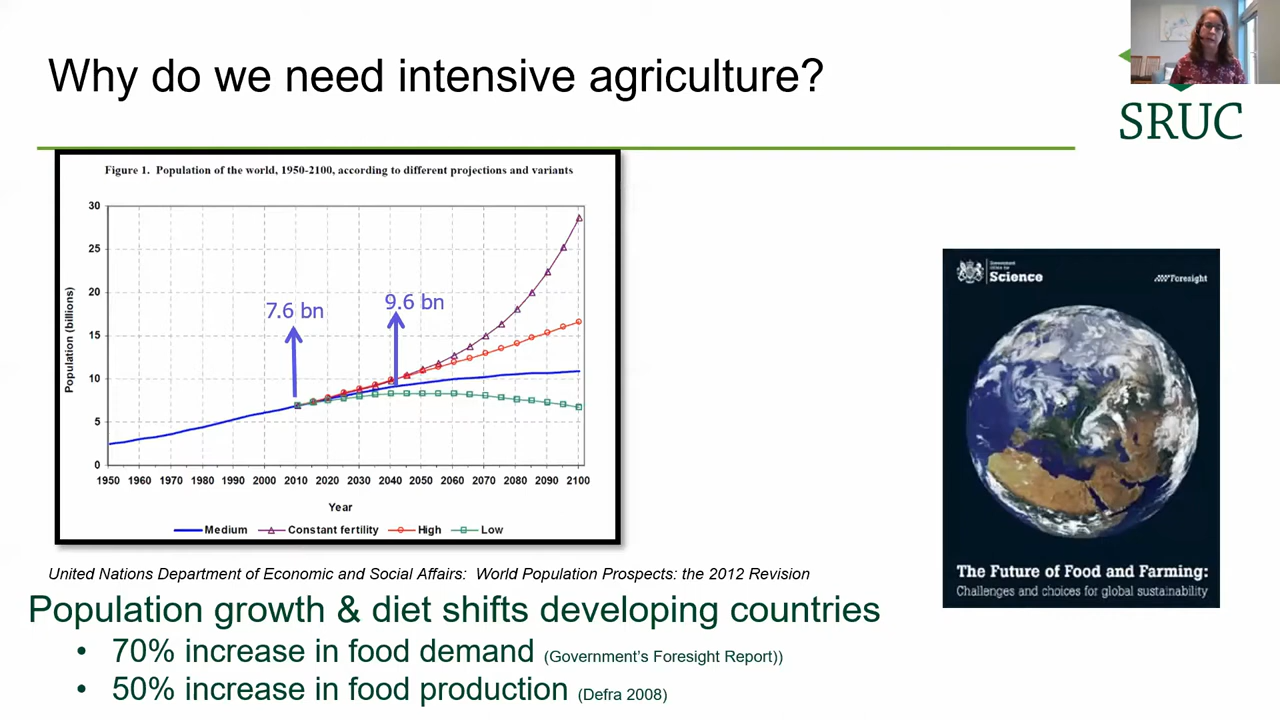 Why do we need intensive agriculture?
SRUC
Figure 1. Population of the world, 1950-2100, according to different projections and variants
30
25
20
15
10
5
0
Population (billions)
7.6 bn
9.6 bn
1950 1960 1970 1980 1990 2000 2010 2020 2030 2040 2050 2060 2070 2080 2090 2100
Year
Medium Constant fertility High Low
Government
Office for
Science
Foresight
The Future of Food and Farming:
Challenges and choices for global sustainability
United Nations Department of Economic and Social Affairs: World Population Prospects: the 2012 Revision
Population growth & diet shifts developing countries
• 70% increase in food demand (Government's Foresight Report))
• 50% increase in food production (Defra 2008)